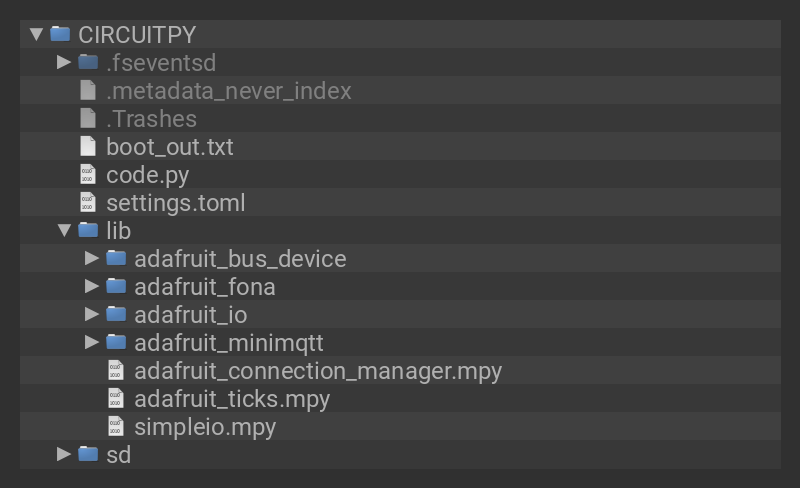 CIRCUITPY
.fseventsd
.metadata_never_index
.Trashes
boot_out.txt
code.py
settings.toml
lib
adafruit_bus_device
adafruit_fona
adafruit_io
adafruit_minimqtt
adafruit_connection_manager.mpy
adafruit_ticks.mpy
simpleio.mpy
sd